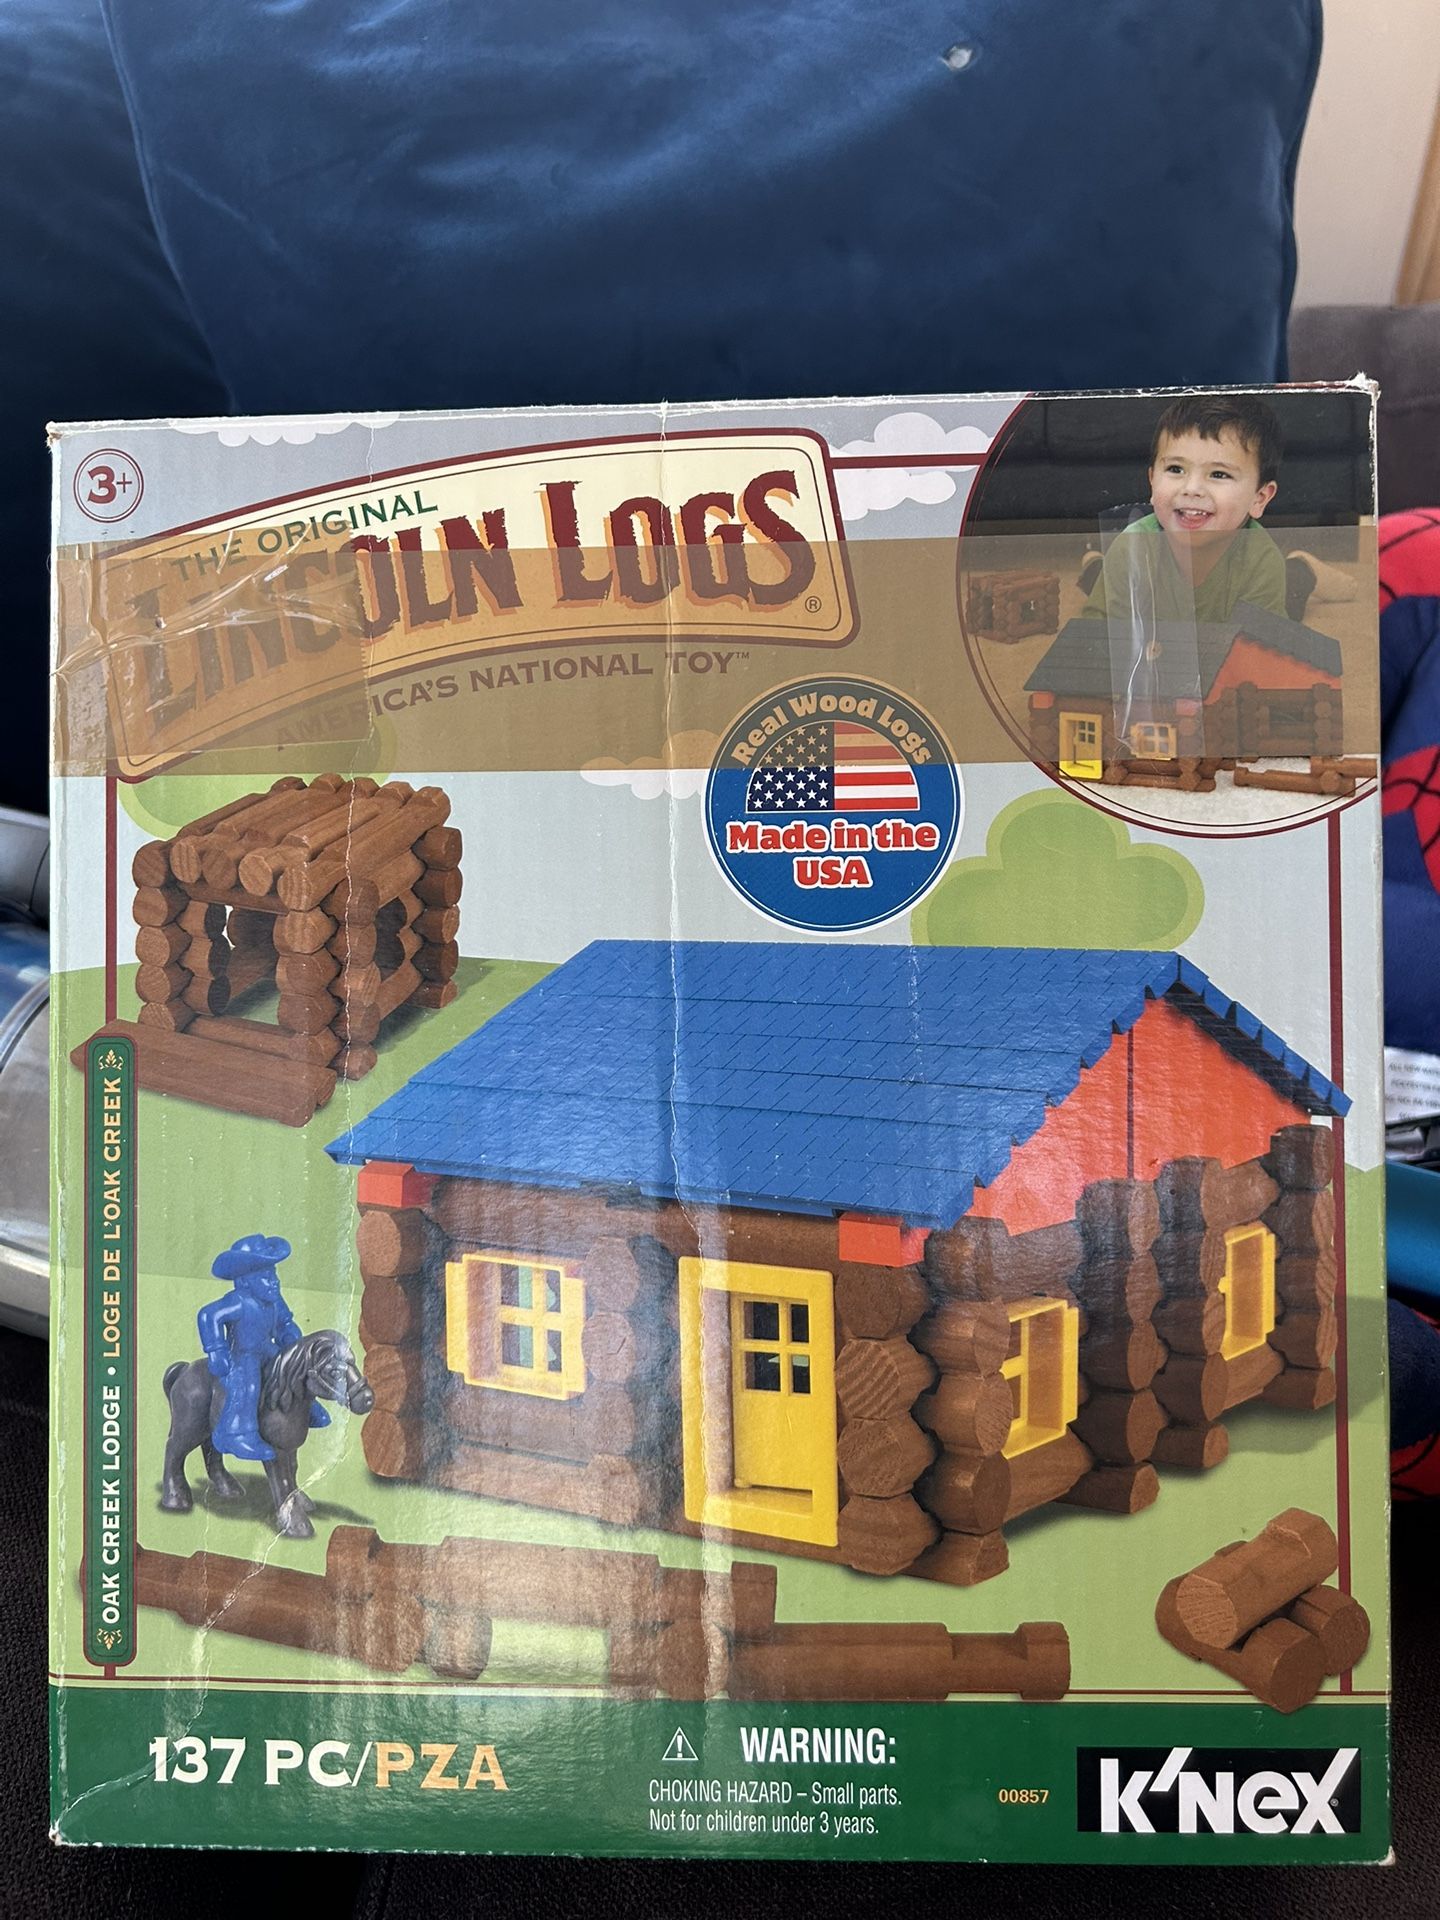 3+
THE ORIGINAL
LINCOLN LOGS®
AMERICA'S NATIONAL TOY™
Real Wood Logs
Made in the
USA
OAK CREEK LODGE • LOGE DE L'OAK CREEK
137 PC/PZA
WARNING:
CHOKING HAZARD – Small parts.
Not for children under 3 years.
00857
K'NEX